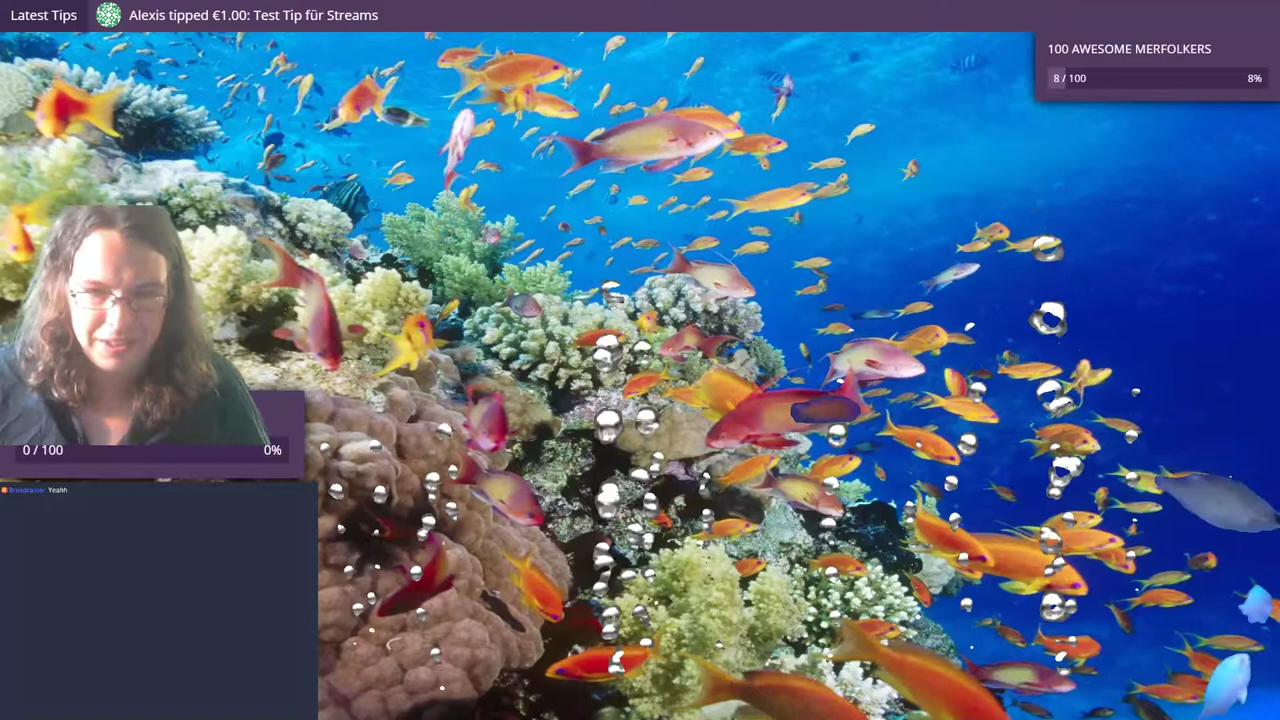 Latest Tips Alexis tipped €1.00: Test Tip für Streams
100 AWESOME MERFOLKERS
8 / 100 8%
0 / 100 0%
Broadcaster Yeahh